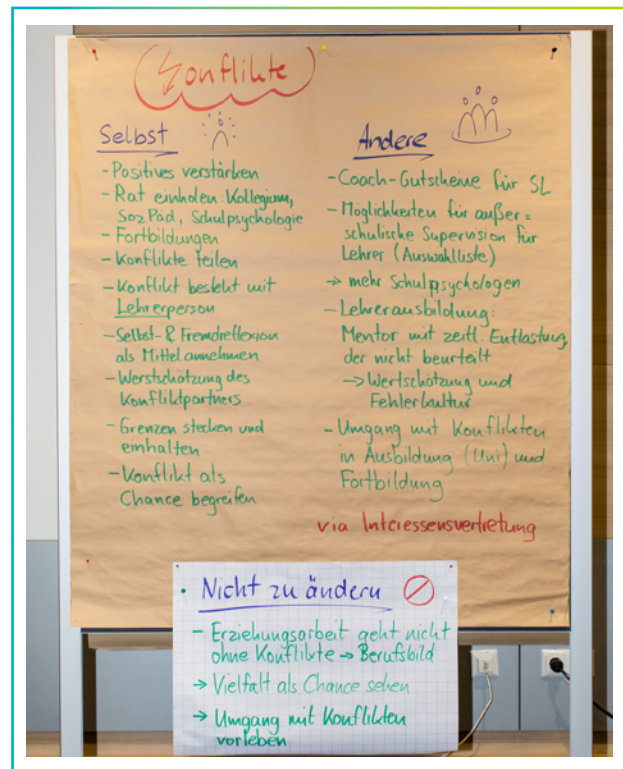 Konflikte
Selbst
- Positives verstärken
- Rat einholen: Kollegium,
SozPäd, Schulpsychologie
- Fortbildungen
- Konflikte teilen
- Konflikt besteht mit
Lehrerperson
- Selbst- & Fremdreflexion
als Mittel annehmen
- Werstschätzung des
Konfliktpartners
- Grenzen stecken und
einhalten
- Konflikt als
Chance begreifen
Andere
- Coach-Gutscheine für SL
- Möglichkeiten für außer=
schulische Supervision für
Lehrer (Auswahlliste)
→ mehr Schulpsychologen
- Lehrerausbildung:
Mentor mit zeitl. Entlastung,
der nicht beurteilt
→ Wertschätzung und
Fehlerkultur
- Umgang mit Konflikten
in Ausbildung (Uni) und
Fortbildung
via Interessensvertretung
Nicht zu ändern
- Erziehungsarbeit geht nicht
ohne Konflikte → Berufsbild
→ Vielfalt als Chance sehen
→ Umgang mit Konflikten
vorleben